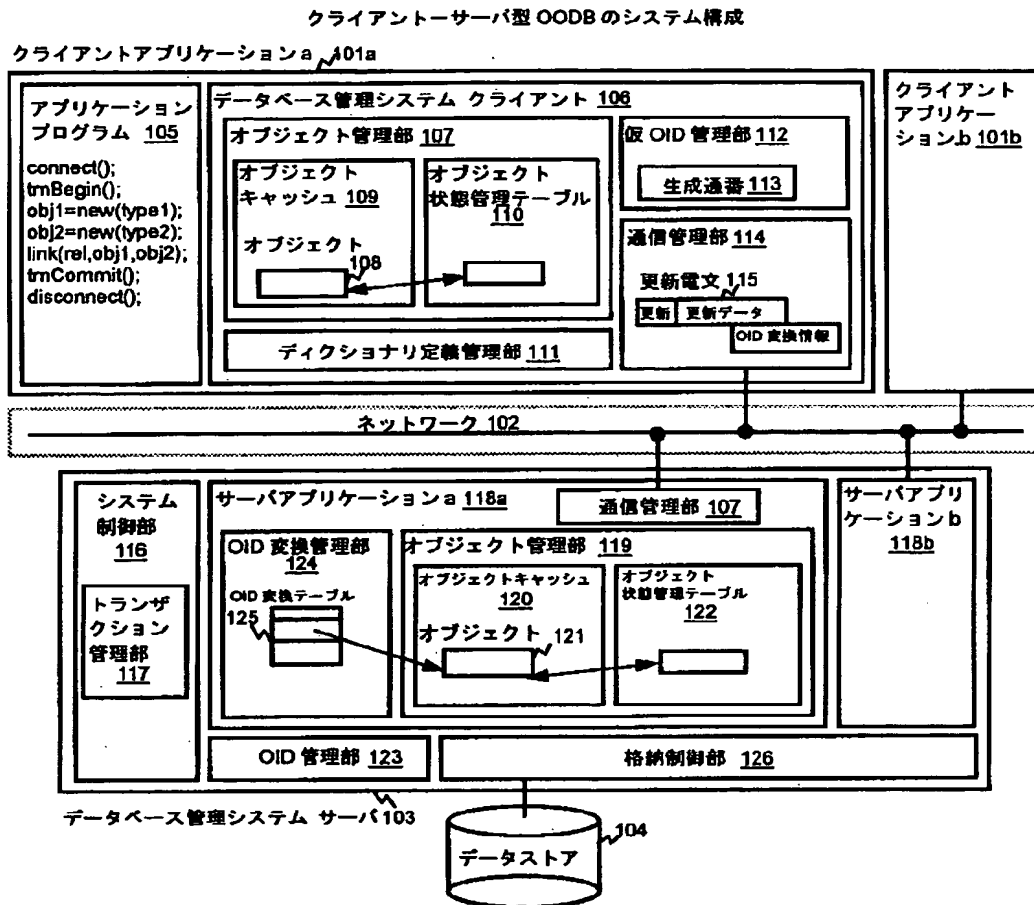 クライアントーサーバ型 OODB のシステム構成
クライアントアプリケーション a 101a
アプリケーション
プログラム 105
connect();
trnBegin();
obj1=new(type1);
obj2=new(type2);
link(rel,obj1,obj2);
trnCommit();
disconnect();
データベース管理システム クライアント 106
オブジェクト管理部 107
オブジェクト
キャッシュ 109
オブジェクト
108
オブジェクト
状態管理テーブル
110
ディクショナリ定義管理部 111
仮 OID 管理部 112
生成通番 113
通信管理部 114
更新電文 115
更新 更新データ
OID 変換情報
クライアント
アプリケー
ション b 101b
ネットワーク 102
システム
制御部
116
トランザ
クション
管理部
117
サーバアプリケーション a 118a
通信管理部 107
OID 変換管理部
124
OID 変換テーブル
125
オブジェクト管理部 119
オブジェクトキャッシュ
120
オブジェクト 121
オブジェクト
状態管理テーブル
122
サーバアプリ
ケーション b
118b
OID 管理部 123
格納制御部 126
データベース管理システム サーバ 103
104
データストア